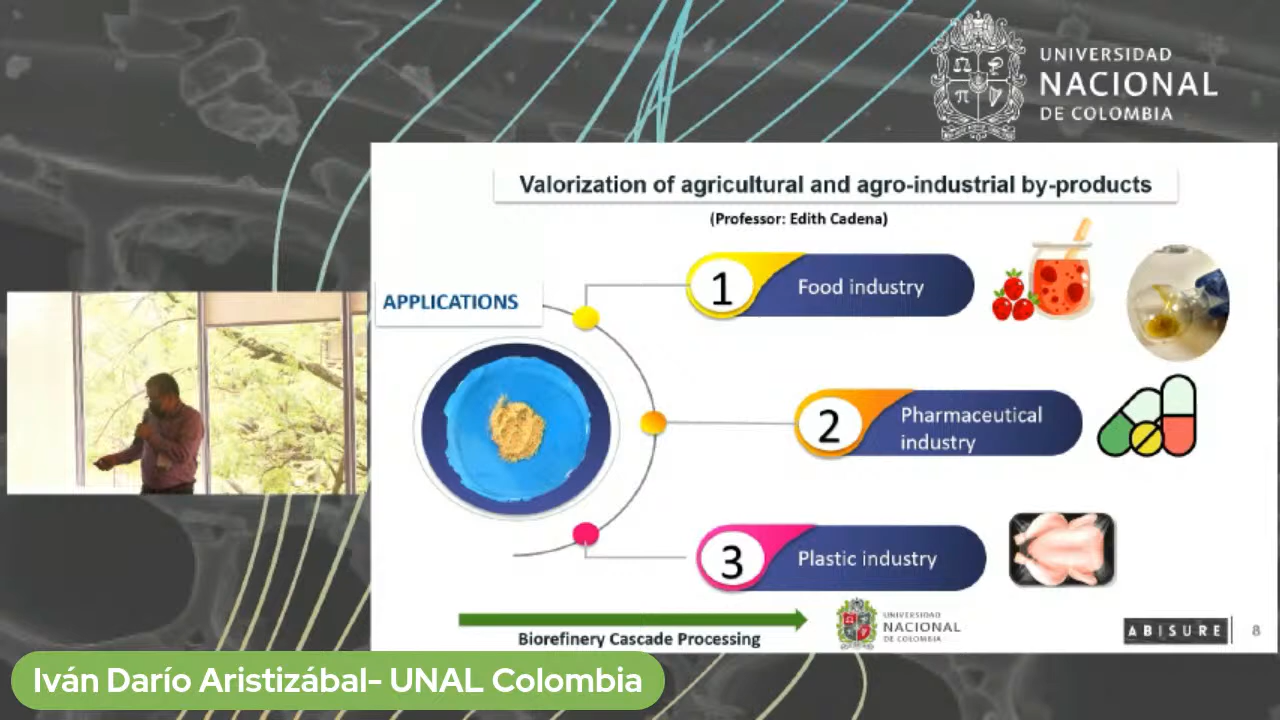 UNIVERSIDAD
NACIONAL
DE COLOMBIA
Valorization of agricultural and agro-industrial by-products
(Professor: Edith Cadena)
APPLICATIONS
1
Food industry
2
Pharmaceutical
industry
3
Plastic industry
Biorefinery Cascade Processing
UNIVERSIDAD
NACIONAL
DE COLOMBIA
ABISURE
8
Iván Darío Aristizábal- UNAL Colombia